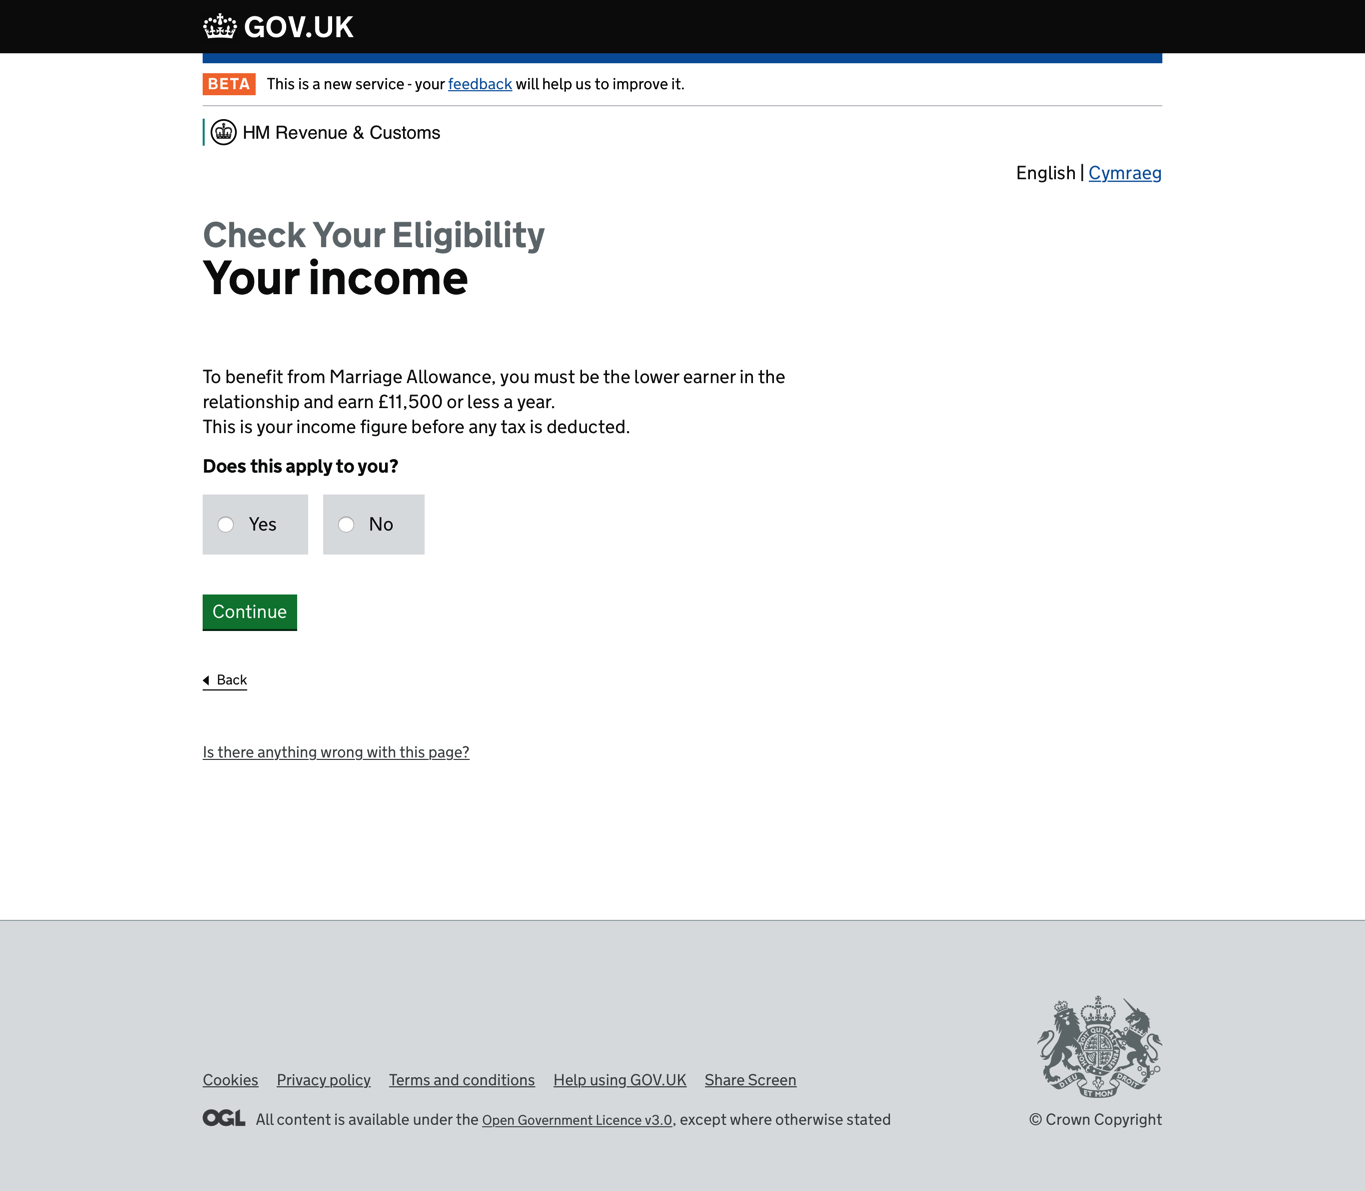 GOV.UK
BETA This is a new service - your feedback will help us to improve it.
HM Revenue & Customs
English | Cymraeg
Check Your Eligibility
Your income
To benefit from Marriage Allowance, you must be the lower earner in the
relationship and earn £11,500 or less a year.
This is your income figure before any tax is deducted.
Does this apply to you?
Yes No
Continue
Back
Is there anything wrong with this page?
Cookies Privacy policy Terms and conditions Help using GOV.UK Share Screen
OGL All content is available under the Open Government Licence v3.0, except where otherwise stated
DIEU ET MON DROIT
© Crown Copyright